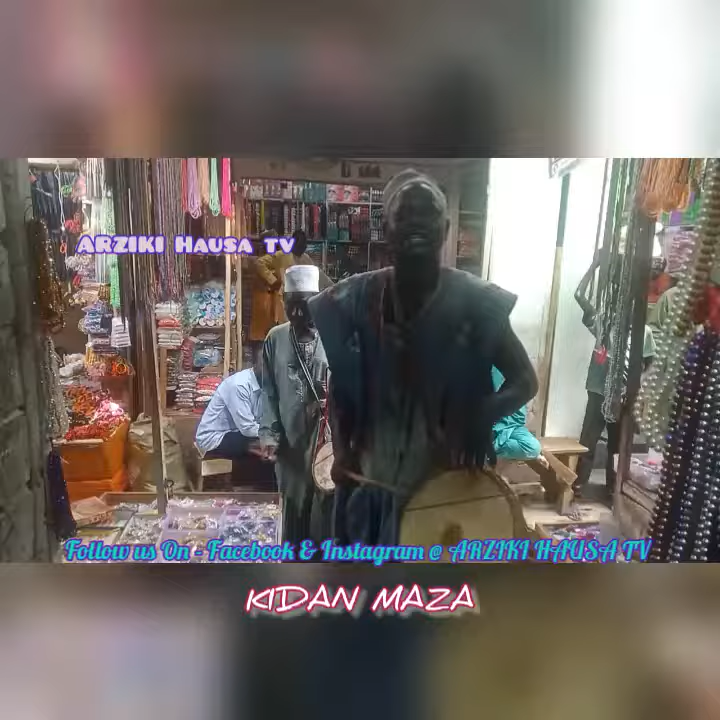 ARZIKI HAUSA TV
Follow us On - Facebook & Instagram @ ARZIKI HAUSA TV
KIDAN MAZA